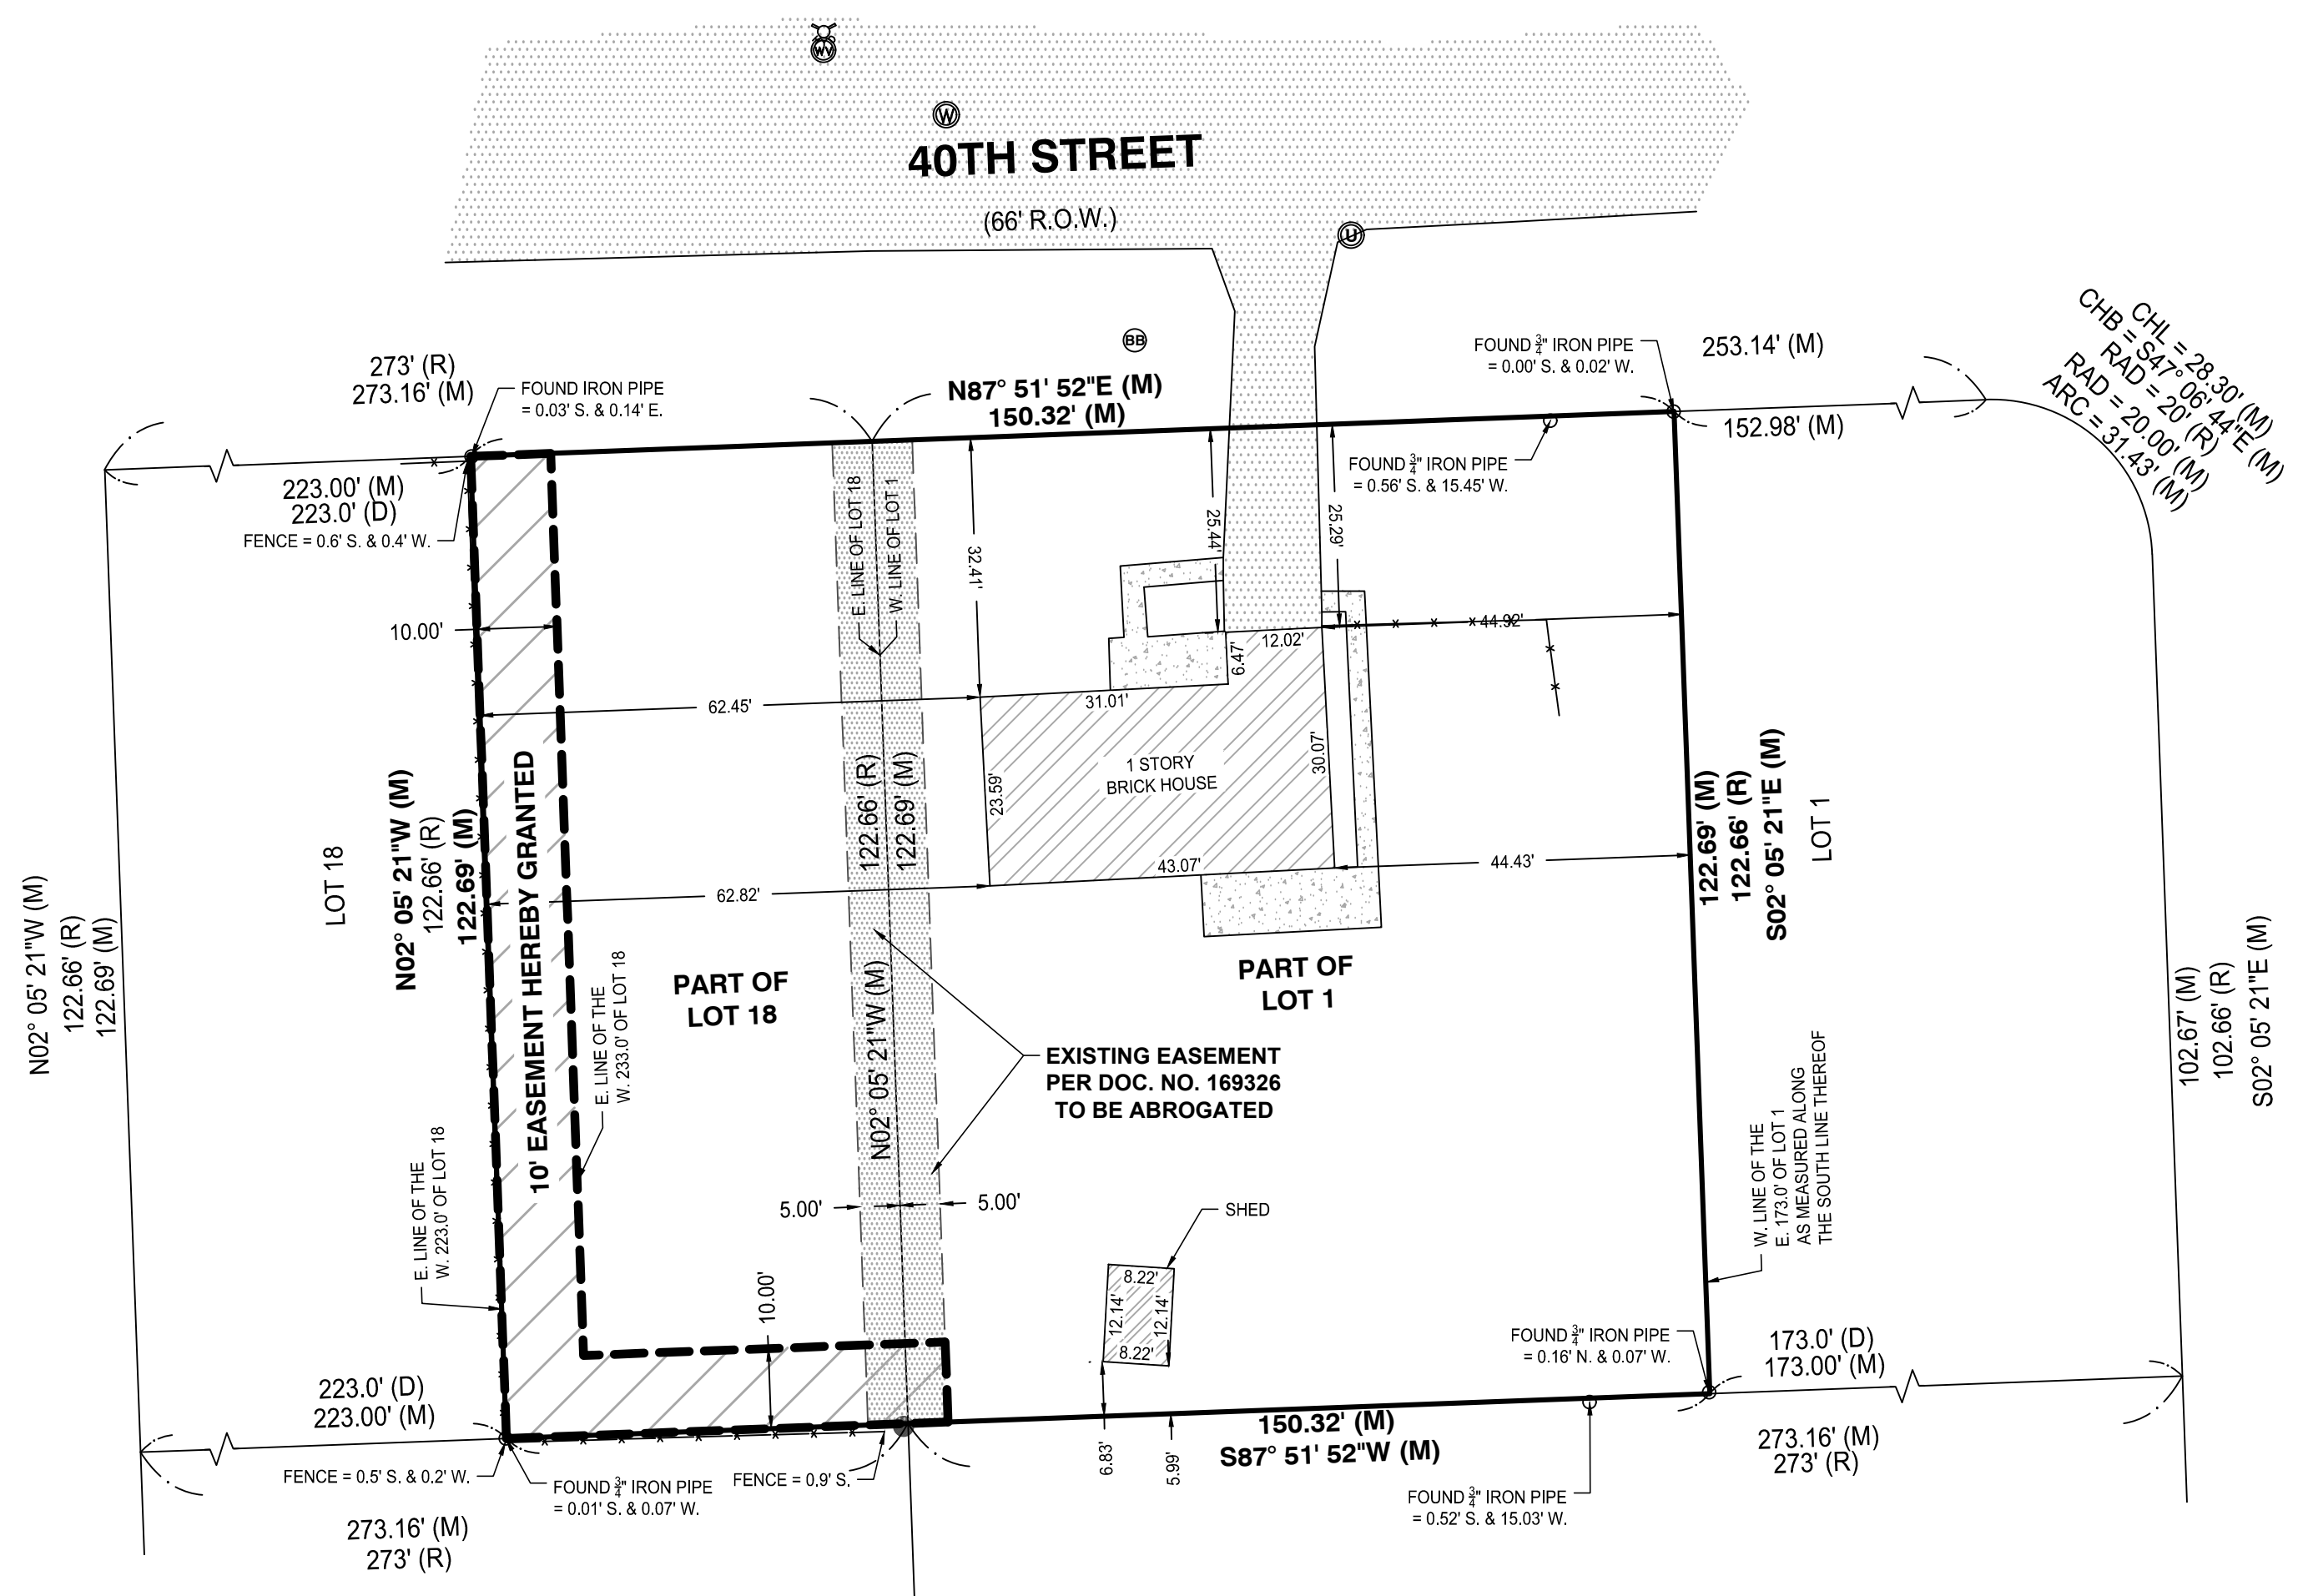 WV
W
40TH STREET
(66' R.O.W.)
U
BB
273' (R)
273.16' (M)
FOUND IRON PIPE
= 0.03' S. & 0.14' E.
N87° 51' 52"E (M)
150.32' (M)
FOUND 3/4" IRON PIPE
= 0.00' S. & 0.02' W.
253.14' (M)
152.98' (M)
CHL = 28.30' (M)
CHB = S47° 06' 44"E (M)
RAD = 20' (R)
RAD = 20.00' (M)
ARC = 31.43' (M)
223.00' (M)
223.0' (D)
FENCE = 0.6' S. & 0.4' W.
FOUND 3/4" IRON PIPE
= 0.56' S. & 15.45' W.
E. LINE OF LOT 18
W. LINE OF LOT 1
32.41'
25.44'
25.29'
10.00'
44.92'
12.02'
6.47'
62.45'
31.01'
1 STORY
BRICK HOUSE
23.59'
30.07'
43.07'
62.82'
44.43'
122.66' (R)
122.69' (M)
N02° 05' 21"W (M)
LOT 18
N02° 05' 21"W (M)
122.66' (R)
122.69' (M)
10' EASEMENT HEREBY GRANTED
N02° 05' 21"W (M)
122.66' (R)
122.69' (M)
122.69' (M)
122.66' (R)
S02° 05' 21"E (M)
LOT 1
102.67' (M)
102.66' (R)
S02° 05' 21"E (M)
E. LINE OF THE
W. 233.0' OF LOT 18
PART OF
LOT 18
PART OF
LOT 1
EXISTING EASEMENT
PER DOC. NO. 169326
TO BE ABROGATED
E. LINE OF THE
W. 223.0' OF LOT 18
W. LINE OF THE
E. 173.0' OF LOT 1
AS MEASURED ALONG
THE SOUTH LINE THEREOF
5.00'
5.00'
SHED
8.22'
12.14'
12.14'
8.22'
10.00'
6.83'
5.99'
FOUND 3/4" IRON PIPE
= 0.16' N. & 0.07' W.
173.0' (D)
173.00' (M)
223.0' (D)
223.00' (M)
150.32' (M)
S87° 51' 52"W (M)
273.16' (M)
273' (R)
FENCE = 0.5' S. & 0.2' W.
FOUND 3/4" IRON PIPE
= 0.01' S. & 0.07' W.
FENCE = 0.9' S.
FOUND 3/4" IRON PIPE
= 0.52' S. & 15.03' W.
273.16' (M)
273' (R)